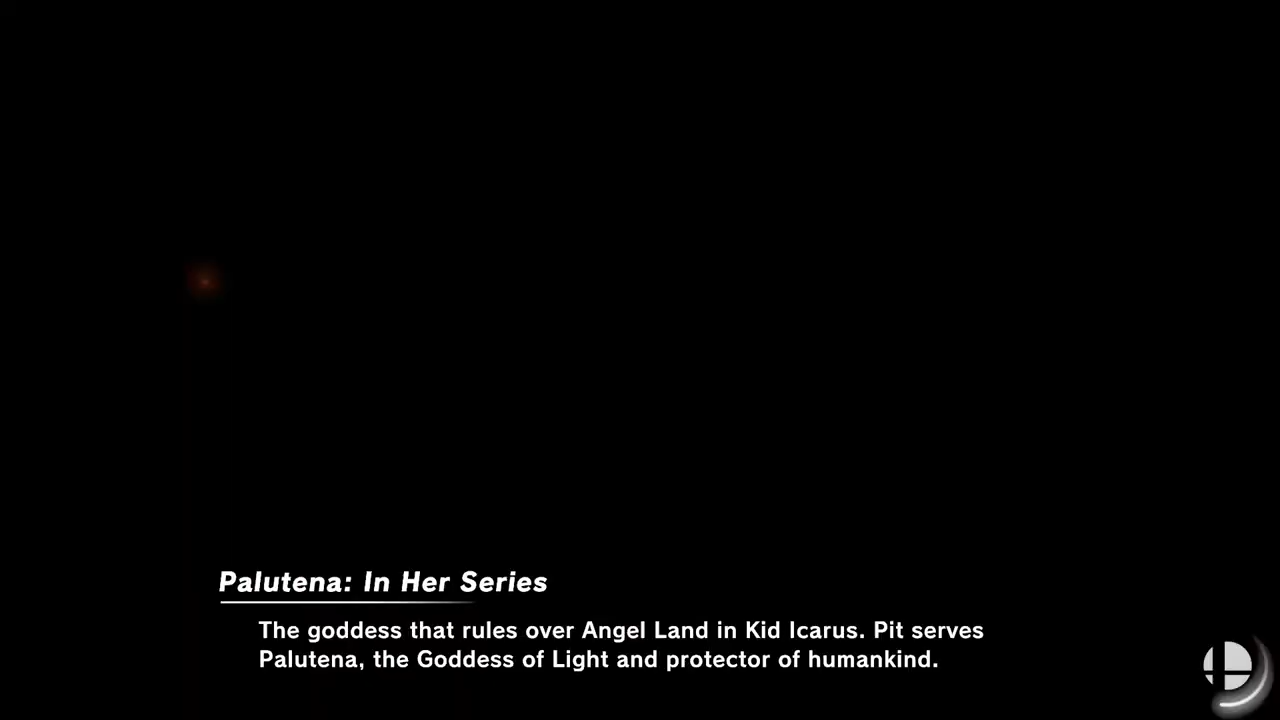 Palutena: In Her Series
The goddess that rules over Angel Land in Kid Icarus. Pit serves
Palutena, the Goddess of Light and protector of humankind.